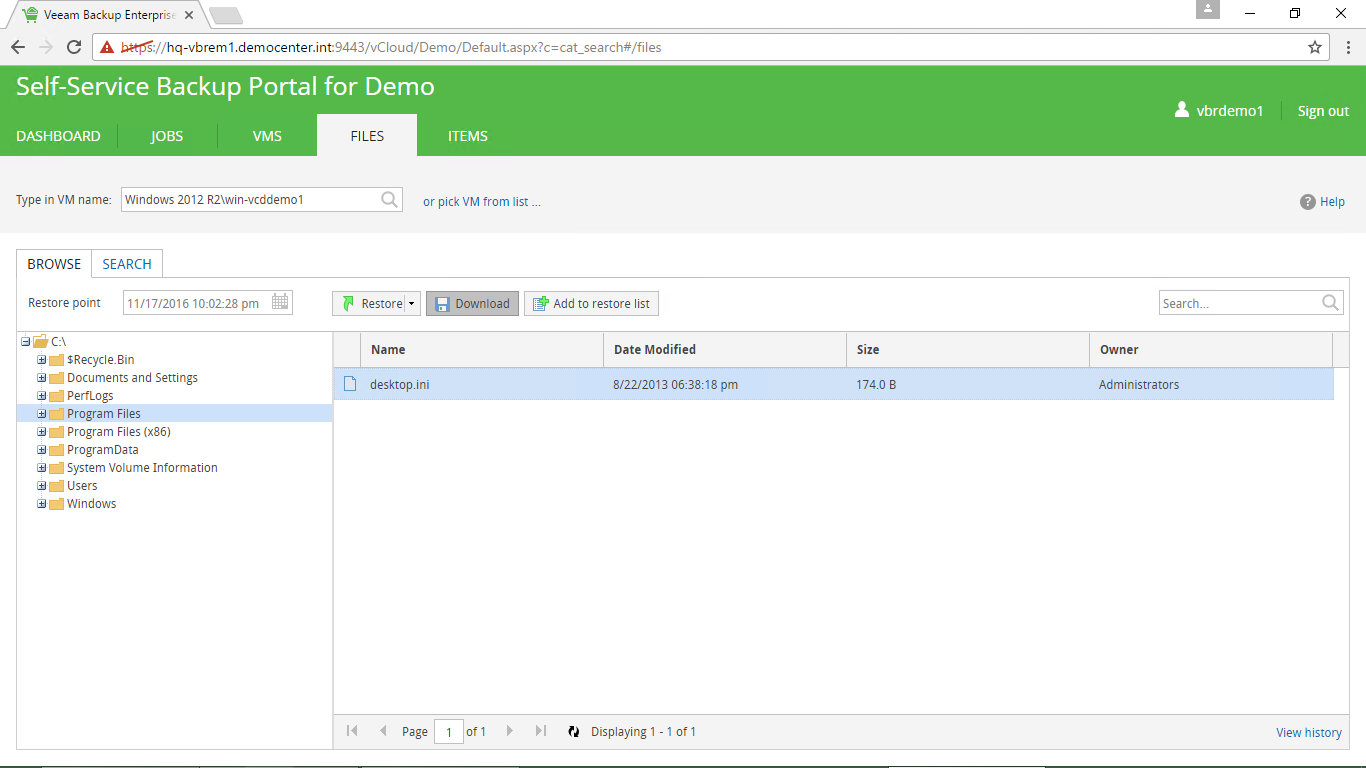 Veeam Backup Enterprise
https://hq-vbrem1.democenter.int:9443/vCloud/Demo/Default.aspx?c=cat_search#/files
Self-Service Backup Portal for Demo
vbrdemo1 Sign out
DASHBOARD JOBS VMS FILES ITEMS
Type in VM name: Windows 2012 R2\win-vcddemo1 or pick VM from list ... ? Help
BROWSE SEARCH
Restore point 11/17/2016 10:02:28 pm Restore Download Add to restore list Search...
C:\
$Recycle.Bin
Documents and Settings
PerfLogs
Program Files
Program Files (x86)
ProgramData
System Volume Information
Users
Windows
Name Date Modified Size Owner
desktop.ini 8/22/2013 06:38:18 pm 174.0 B Administrators
Page 1 of 1 Displaying 1 - 1 of 1 View history